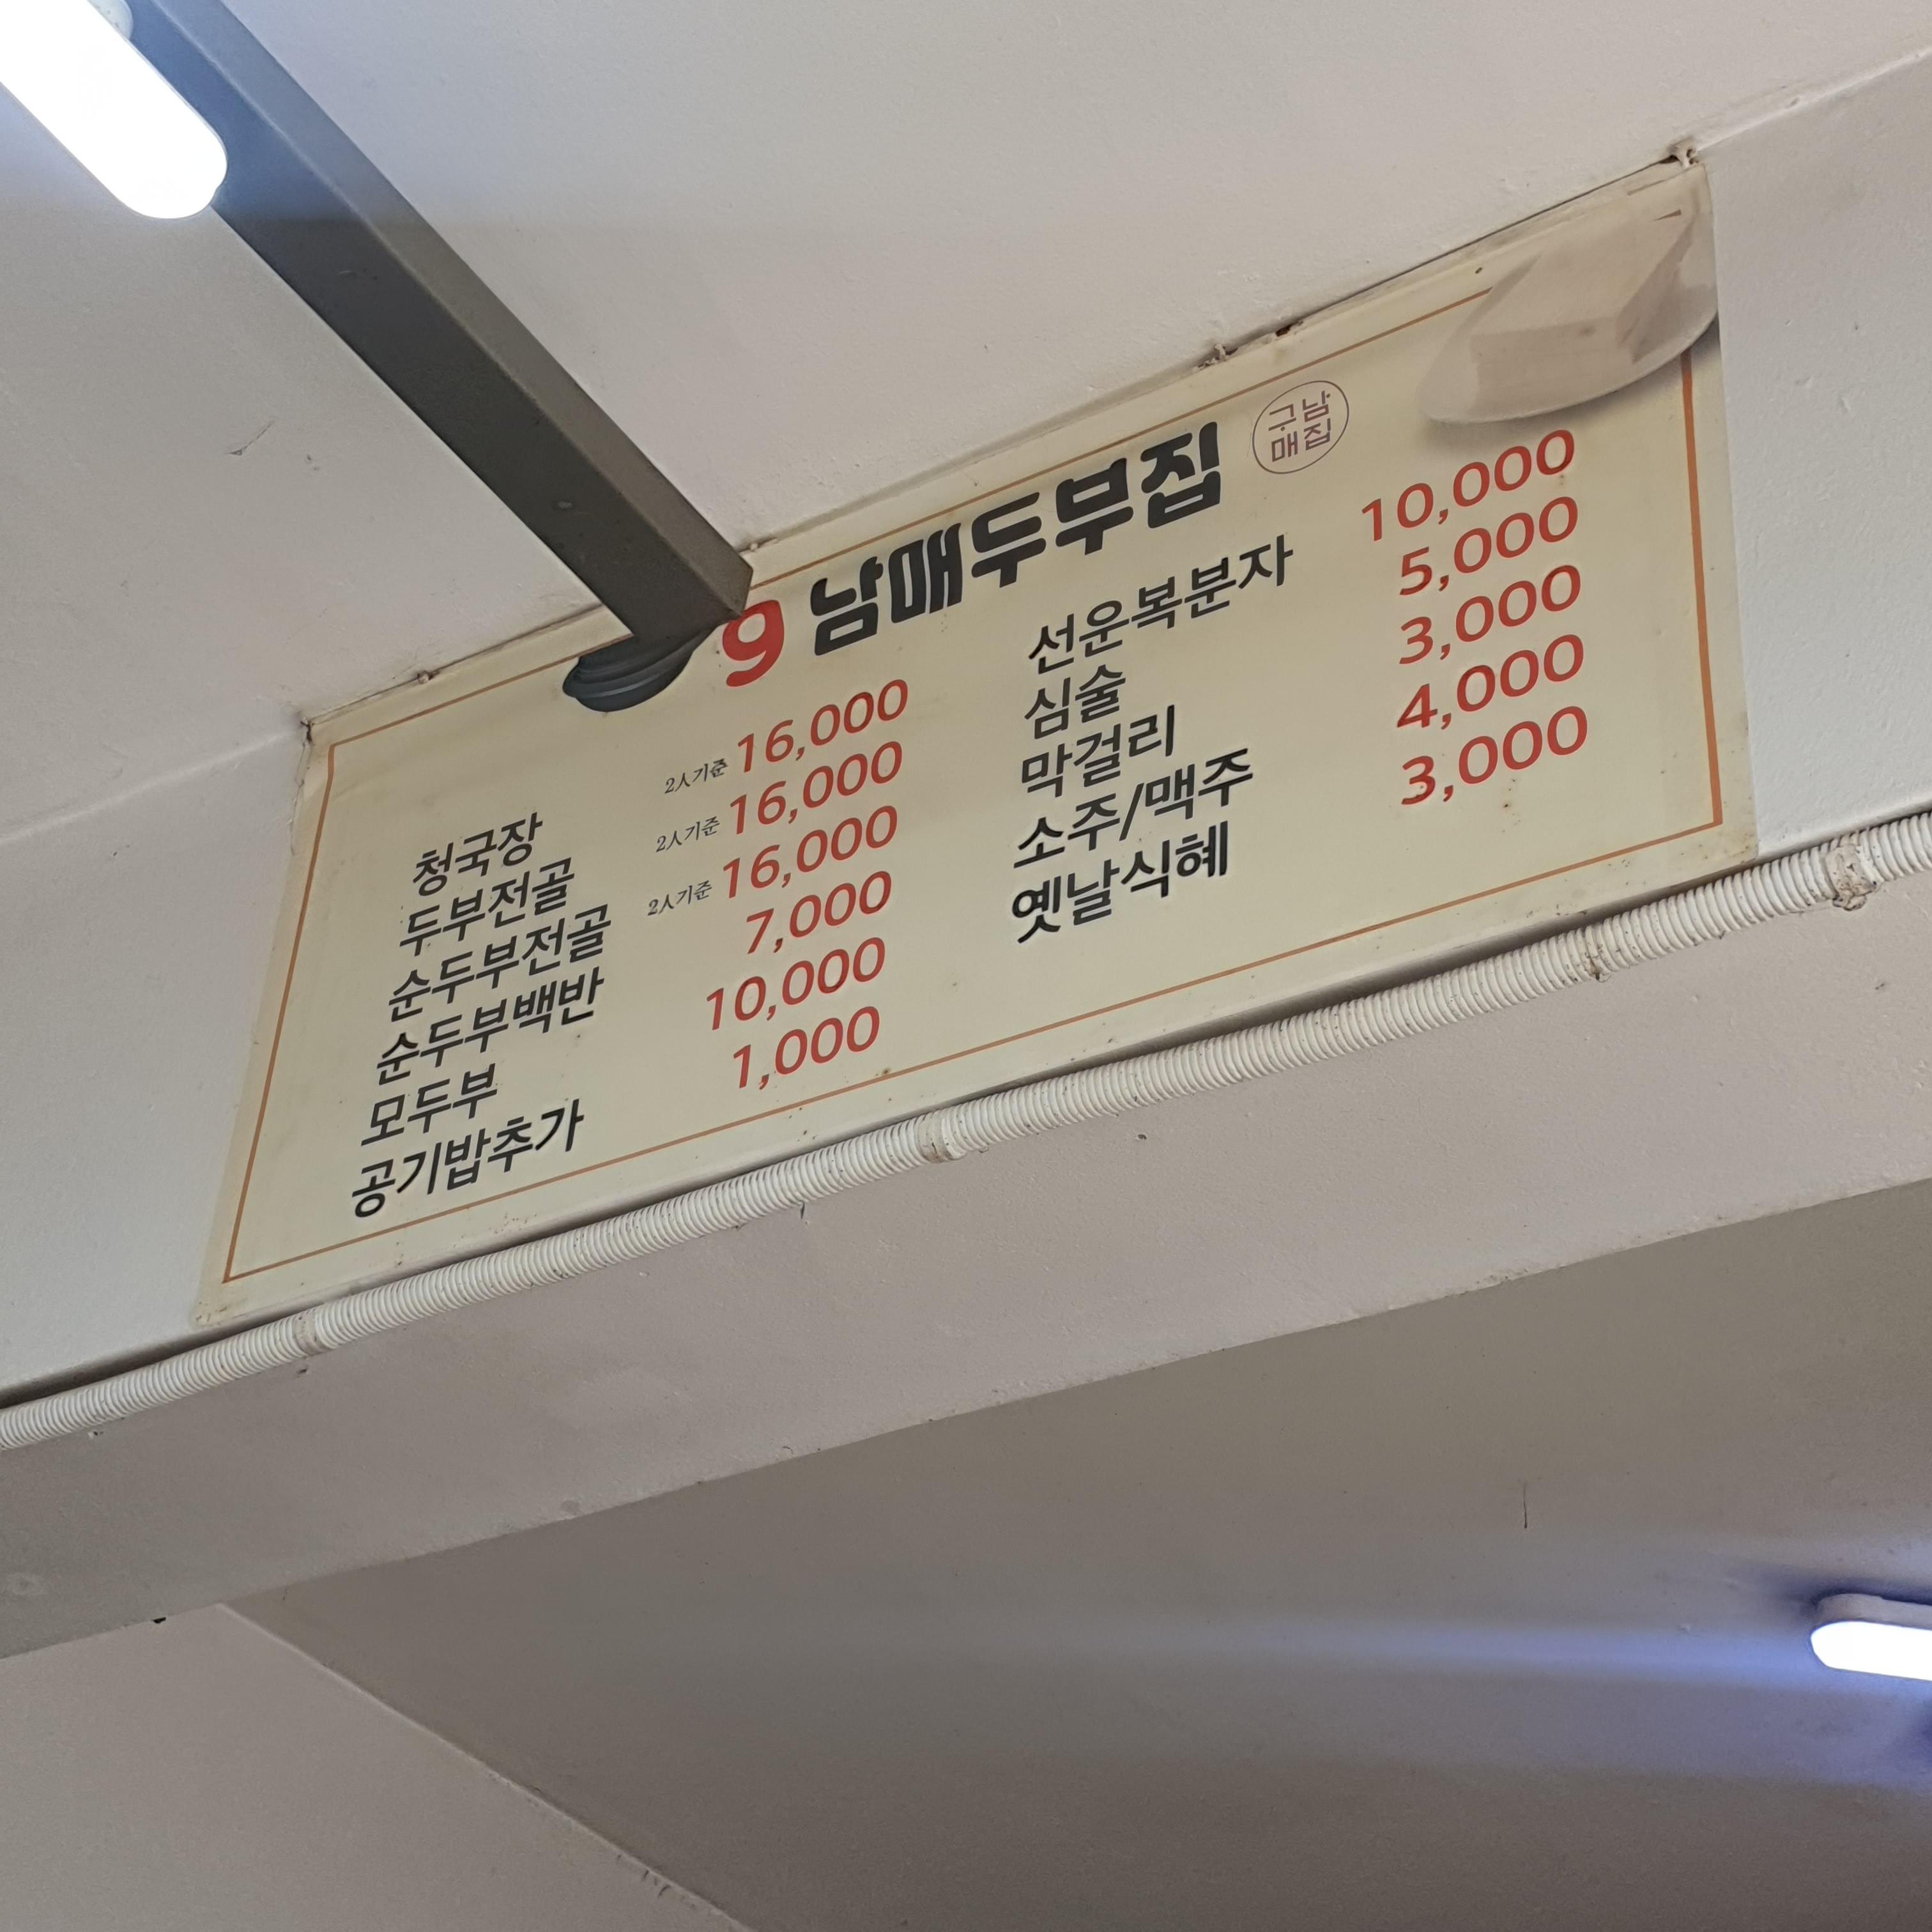 9남매두부집
구남
매집
청국장 2人기준 16,000
두부전골 2人기준 16,000
순두부전골 2人기준 16,000
순두부백반 7,000
모두부 10,000
공기밥추가 1,000
선운복분자 10,000
심술 5,000
막걸리 3,000
소주/맥주 4,000
옛날식혜 3,000